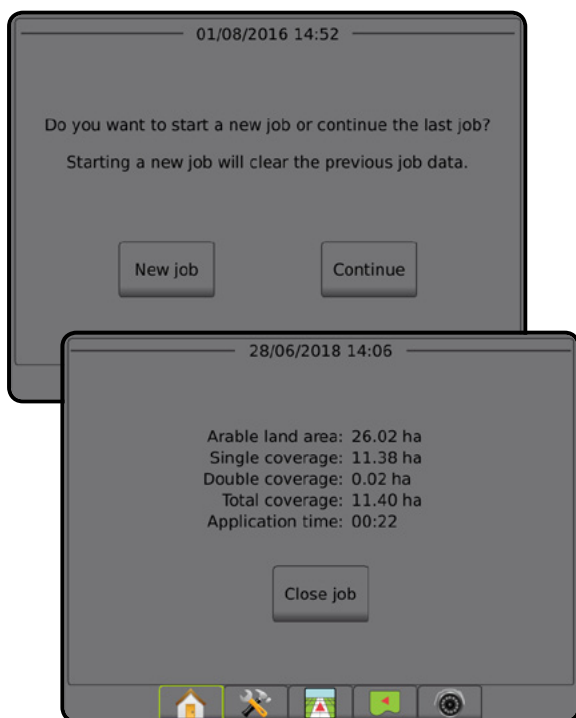 01/08/2016 14:52
Do you want to start a new job or continue the last job?
Starting a new job will clear the previous job data.
New job
Continue
28/06/2018 14:06
Arable land area: 26.02 ha
Single coverage: 11.38 ha
Double coverage: 0.02 ha
Total coverage: 11.40 ha
Application time: 00:22
Close job